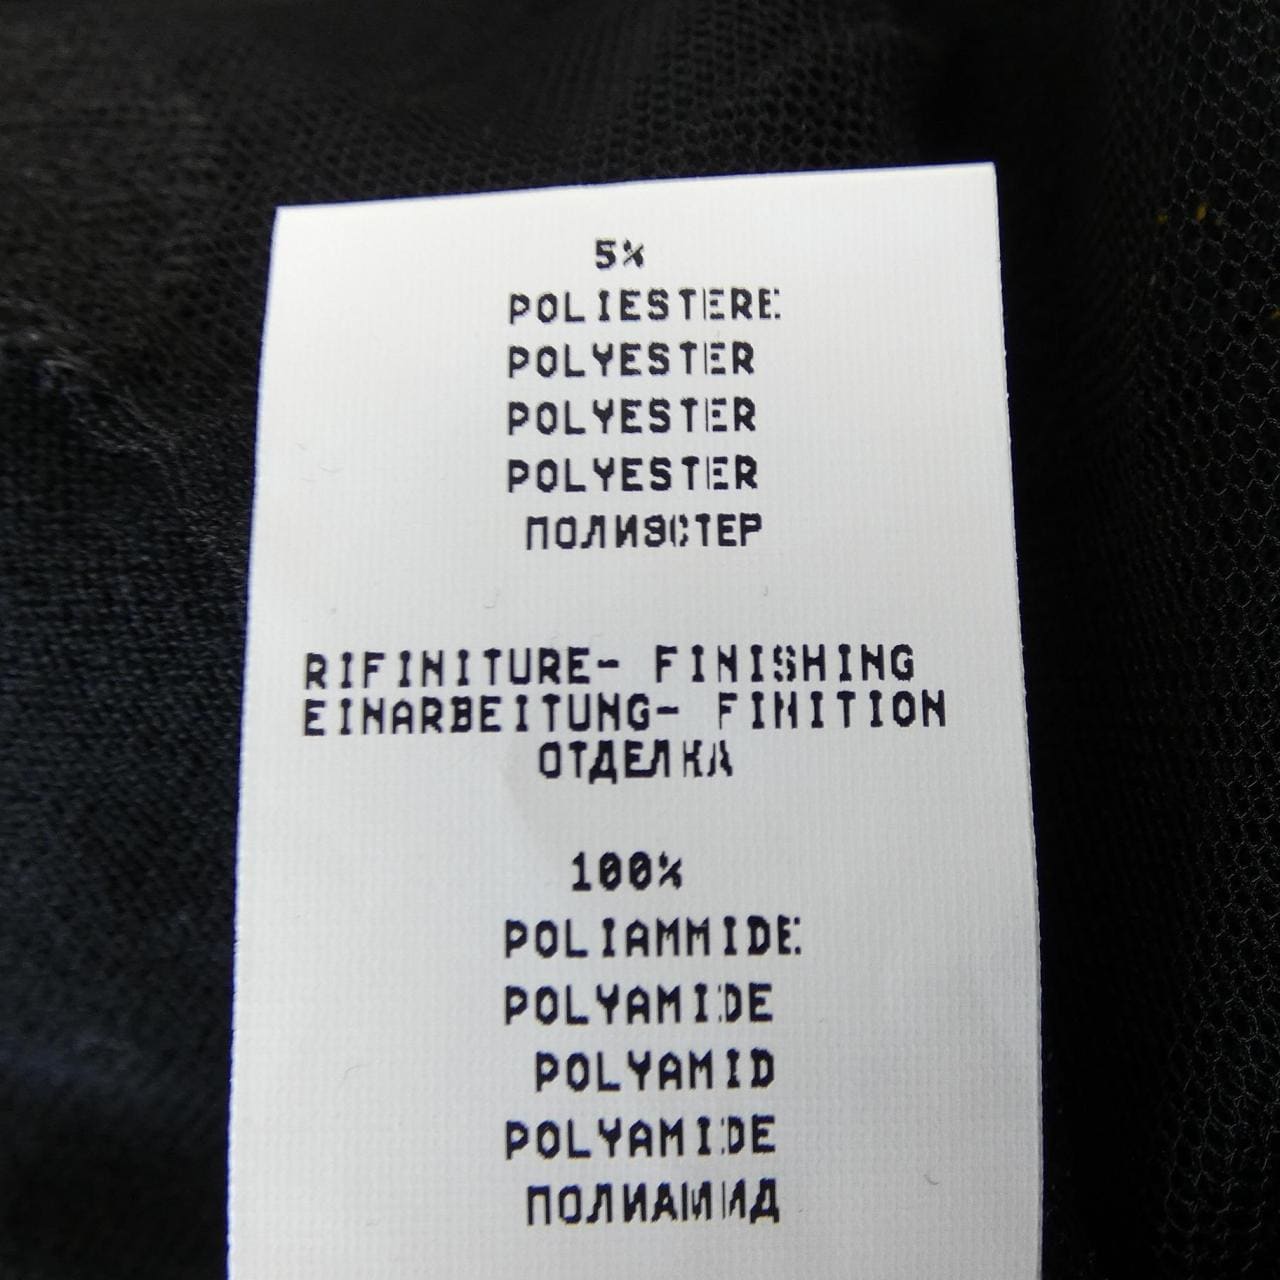 5%
POLIESTERE
POLYESTER
POLYESTER
POLYESTER
ПОЛИЭСТЕР
RIFINITURE- FINISHING
EINARBEITUNG- FINITION
ОТДЕЛКА
100%
POLIAMMIDE
POLYAMIDE
POLYAMID
POLYAMIDE
ПОЛИАМИД